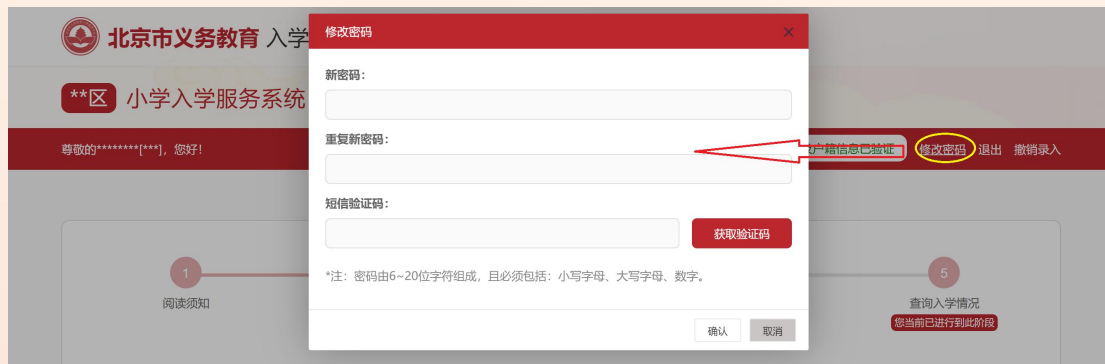 北京市义务教育 入学
**区 小学入学服务系统
修改密码 ×
新密码：
重复新密码：
短信验证码：
获取验证码
*注：密码由6~20位字符组成，且必须包括：小写字母、大写字母、数字。
确认 取消
尊敬的********[***]，您好！
户籍信息已验证 修改密码 退出 撤销录入
1
阅读须知
5
查询入学情况
您当前已进行到此阶段